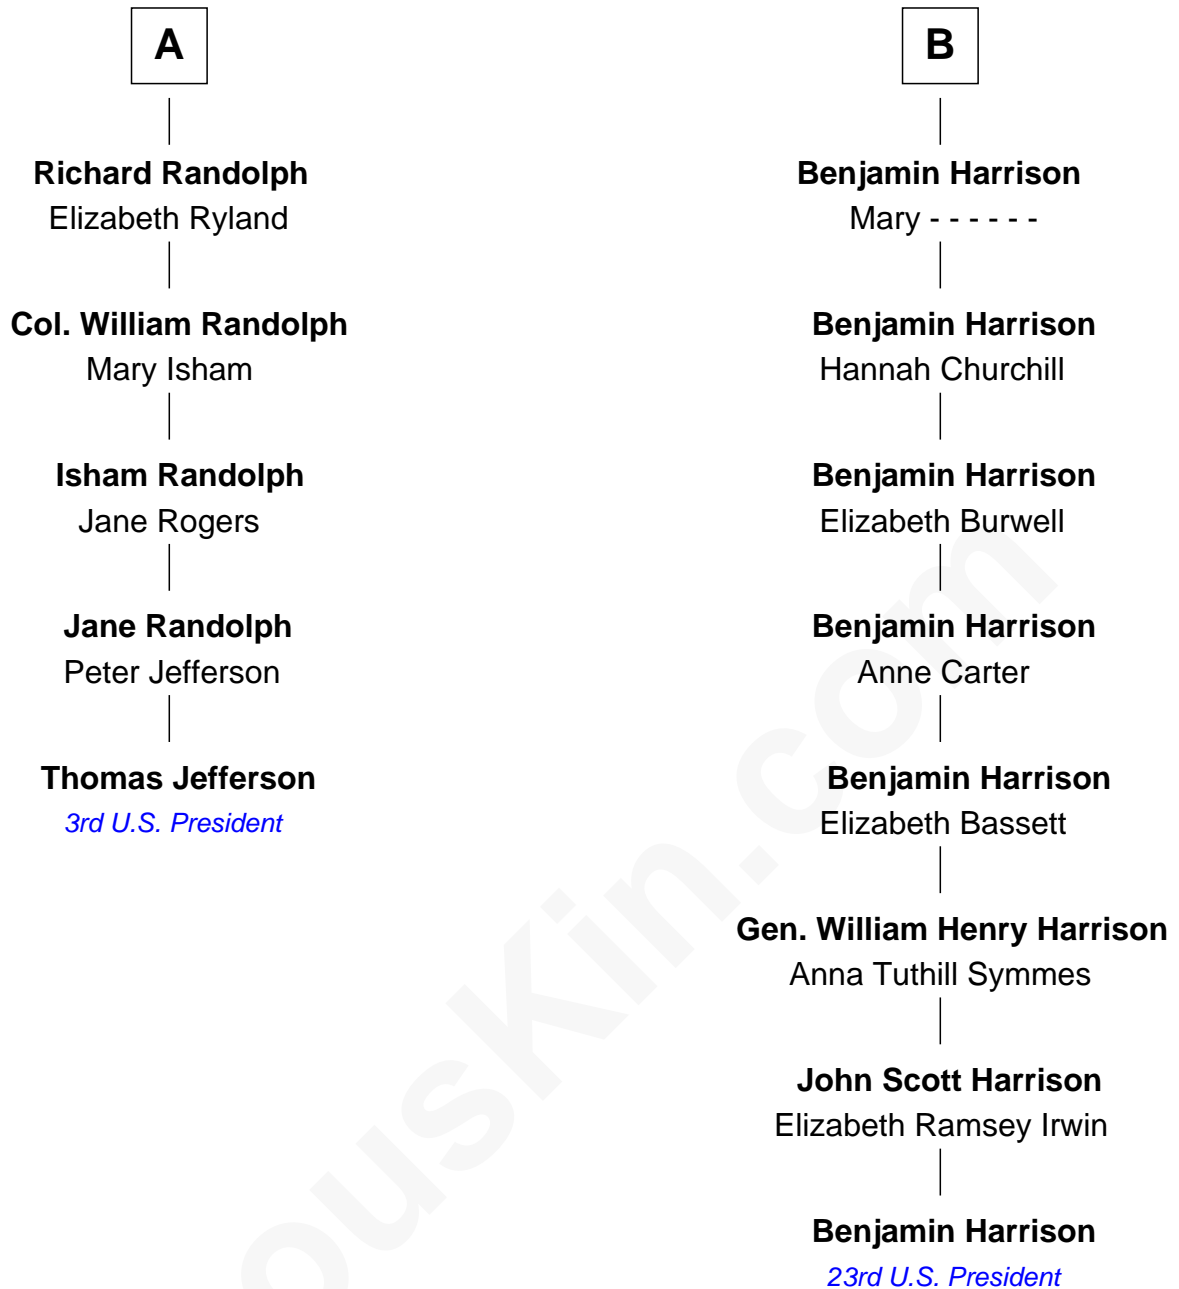 A
Richard Randolph
Elizabeth Ryland
Col. William Randolph
Mary Isham
Isham Randolph
Jane Rogers
Jane Randolph
Peter Jefferson
Thomas Jefferson
3rd U.S. President
B
Benjamin Harrison
Mary - - - - - -
Benjamin Harrison
Hannah Churchill
Benjamin Harrison
Elizabeth Burwell
Benjamin Harrison
Anne Carter
Benjamin Harrison
Elizabeth Bassett
Gen. William Henry Harrison
Anna Tuthill Symmes
John Scott Harrison
Elizabeth Ramsey Irwin
Benjamin Harrison
23rd U.S. President
ousKin.com